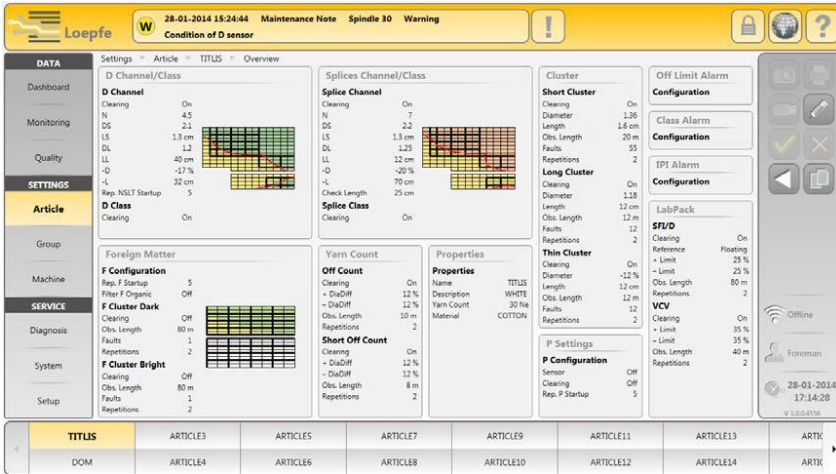 Loepfe
W
28-01-2014 15:24:44 Maintenance Note Spindle 30 Warning
Condition of D sensor
!
?
DATA
Dashboard
Monitoring
Quality
SETTINGS
Article
Group
Machine
SERVICE
Diagnosis
System
Setup
Settings Article TITLIS Overview
D Channel/Class
D Channel
Clearing On
N 4.5
DS 2.1
LS 1.3 cm
DL 1.2
LL 40 cm
-D -17 %
-L 32 cm
Rep. NSLT Startup 5
D Class
Clearing On
Splices Channel/Class
Splice Channel
Clearing On
N 7
DS 2.2
LS 1.3 cm
DL 1.25
LL 12 cm
-D -20 %
-L 70 cm
Check Length 25 cm
Splice Class
Clearing On
Cluster
Short Cluster
Clearing On
Diameter 1.36
Length 1.6 cm
Obs. Length 20 m
Faults 55
Repetitions 2
Long Cluster
Clearing On
Diameter 1.18
Length 12 cm
Obs. Length 12 m
Faults 12
Repetitions 2
Thin Cluster
Clearing On
Diameter -12 %
Length 12 cm
Obs. Length 12 m
Faults 12
Repetitions 2
Off Limit Alarm
Configuration
Class Alarm
Configuration
IPI Alarm
Configuration
LabPack
SFI/D
Clearing On
Reference Floating
+ Limit 25 %
- Limit 25 %
Obs. Length 80 m
Repetitions 2
VCV
Clearing On
+ Limit 35 %
- Limit 35 %
Obs. Length 40 m
Repetitions 2
Foreign Matter
F Configuration
Rep. F Startup 5
Filter F Organic Off
F Cluster Dark
Clearing Off
Obs. Length 80 m
Faults 1
Repetitions 2
F Cluster Bright
Clearing Off
Obs. Length 80 m
Faults 1
Repetitions 2
Yarn Count
Off Count
Clearing On
+ DiaDiff 12 %
- DiaDiff 12 %
Obs. Length 10 m
Repetitions 2
Short Off Count
Clearing On
+ DiaDiff 12 %
- DiaDiff 12 %
Obs. Length 8 m
Repetitions 2
Properties
Properties
Name TITLIS
Description WHITE
Yarn Count 30 Ne
Material COTTON
P Settings
P Configuration
Sensor Off
Clearing Off
Rep. P Startup 5
Offline
Foreman
28-01-2014
17:14:28
V 1.0.0.4556
TITLIS ARTICLE3 ARTICLE5 ARTICLE7 ARTICLE9 ARTICLE11 ARTICLE13 ARTIC
DOM ARTICLE4 ARTICLE6 ARTICLE8 ARTICLE10 ARTICLE12 ARTICLE14 ARTIC